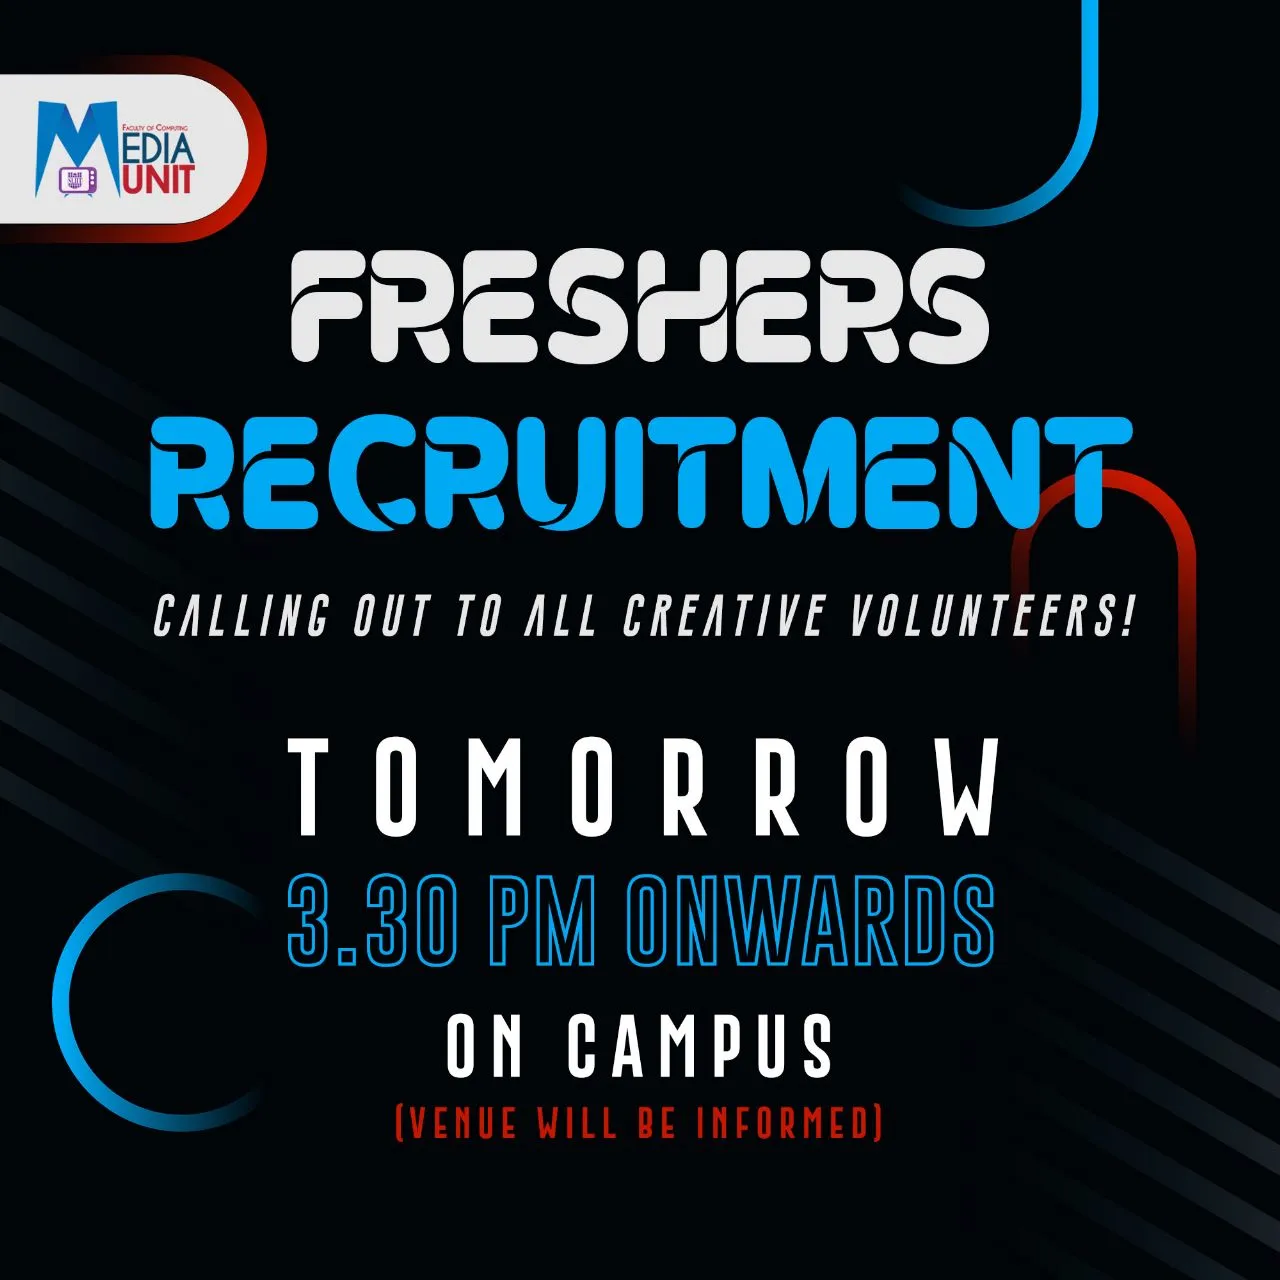 FACULTY OF COMPUTING
MEDIA
UNIT
FRESHERS
RECRUITMENT
CALLING OUT TO ALL CREATIVE VOLUNTEERS!
TOMORROW
3.30 PM ONWARDS
ON CAMPUS
(VENUE WILL BE INFORMED)